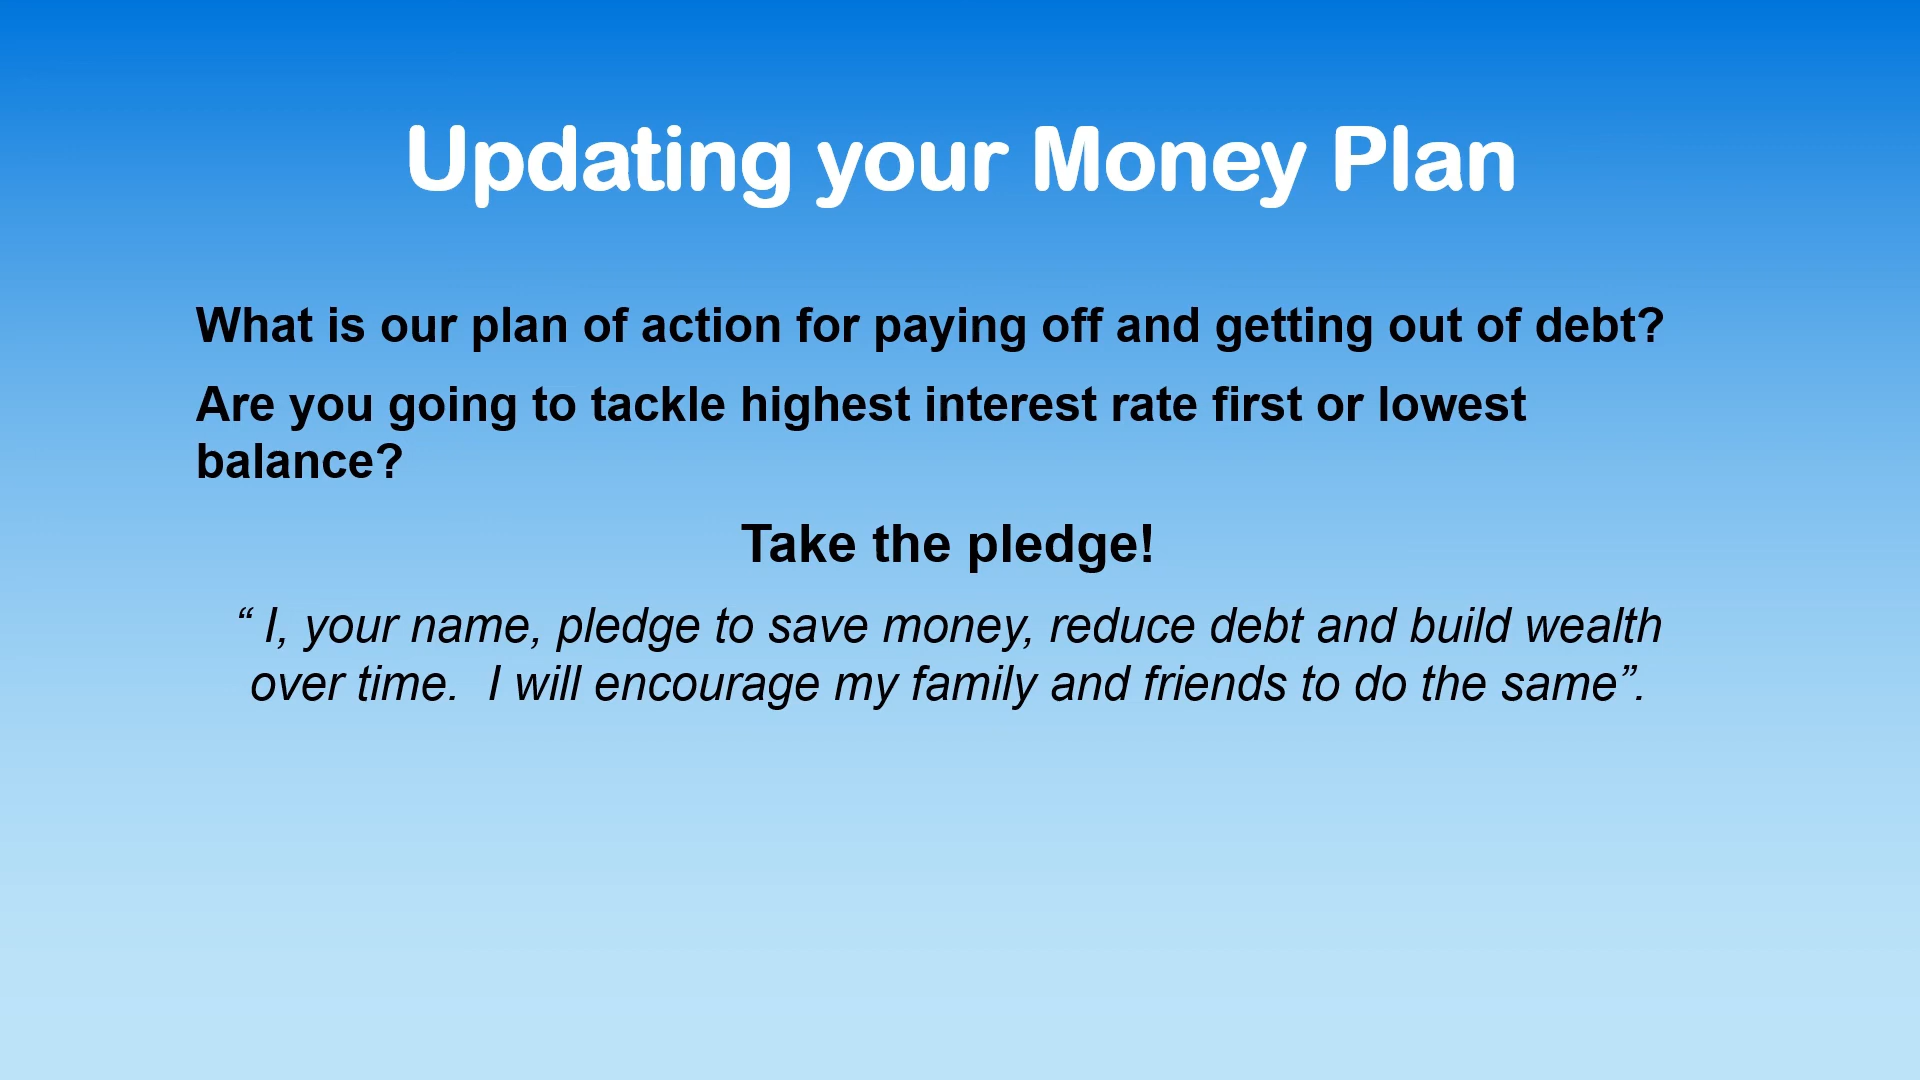 Updating your Money Plan
What is our plan of action for paying off and getting out of debt?
Are you going to tackle highest interest rate first or lowest
balance?
Take the pledge!
“ I, your name, pledge to save money, reduce debt and build wealth
over time.  I will encourage my family and friends to do the same”.